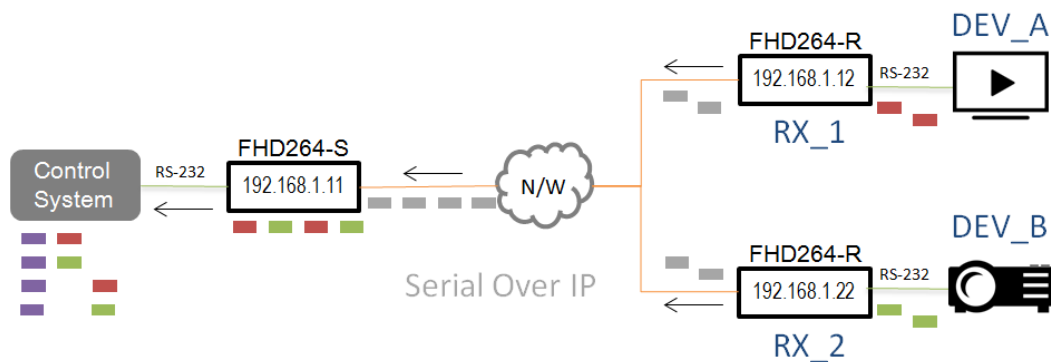 DEV_A
FHD264-R
192.168.1.12
RS-232
RX_1
FHD264-S
Control
System
RS-232
192.168.1.11
N/W
DEV_B
FHD264-R
Serial Over IP
192.168.1.22
RS-232
RX_2